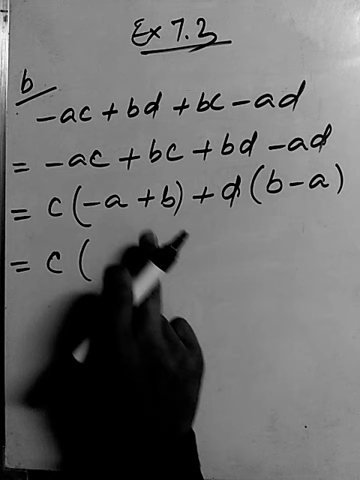 Ex 7.3
b
-ac + bd + bc - ad
= -ac + bc + bd - ad
= c(-a + b) + d(b - a)
= c(